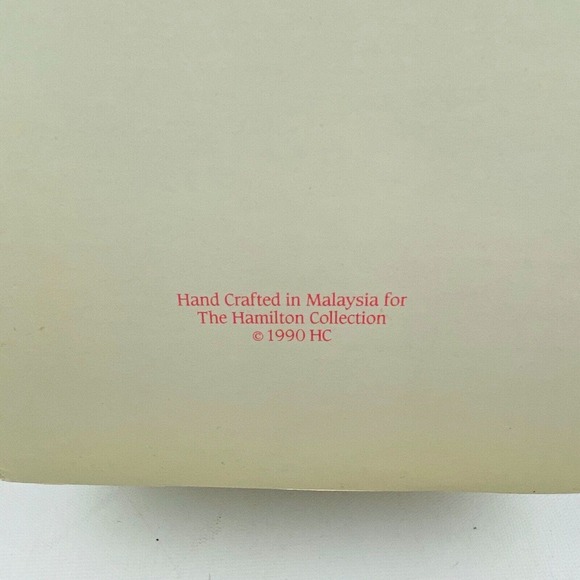 Hand Crafted in Malaysia for
The Hamilton Collection
© 1990 HC